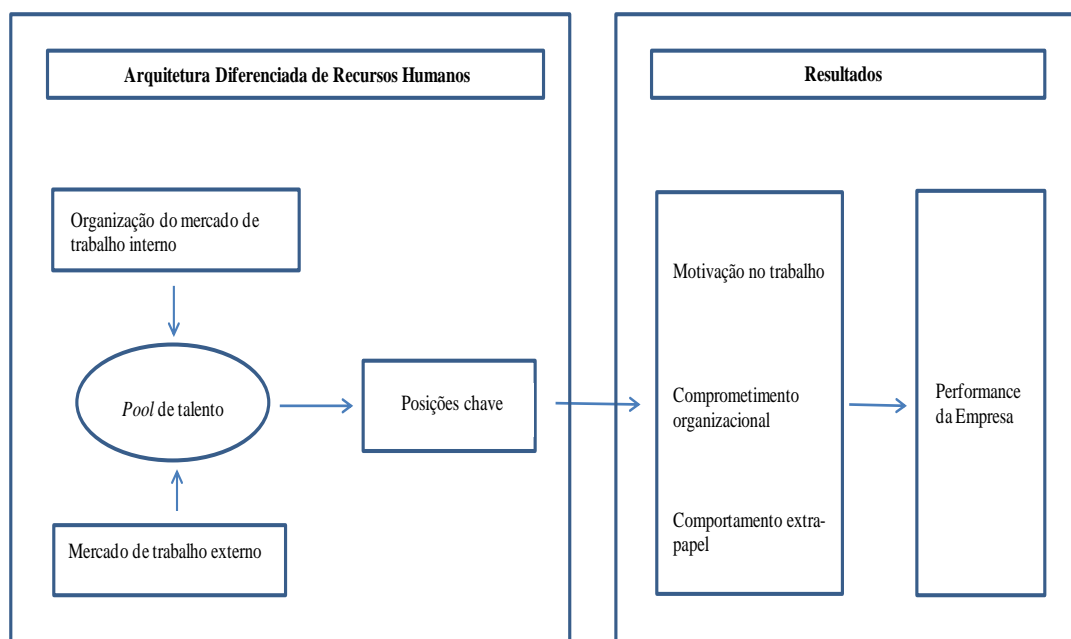 Arquitetura Diferenciada de Recursos Humanos
Organização do mercado de
trabalho interno
Pool de talento
Posições chave
Mercado de trabalho externo
Resultados
Motivação no trabalho
Comprometimento
organizacional
Comportamento extra-
papel
Performance
da Empresa